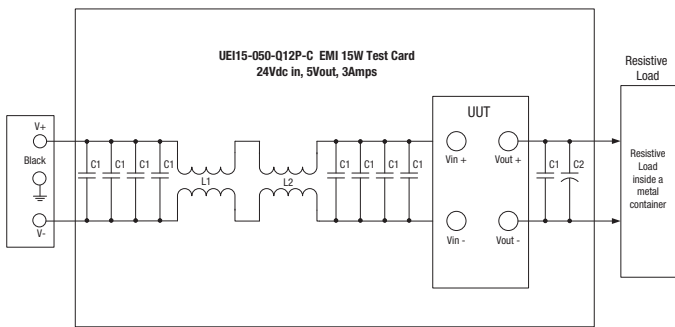 UEI15-050-Q12P-C EMI 15W Test Card
24Vdc in, 5Vout, 3Amps
Resistive
Load
UUT
V+
Black
V-
C1
C1
C1
C1
L1
L2
C1
C1
C1
C1
Vin +
Vout +
Vin -
Vout -
C1
C2
Resistive
Load
inside a
metal
container